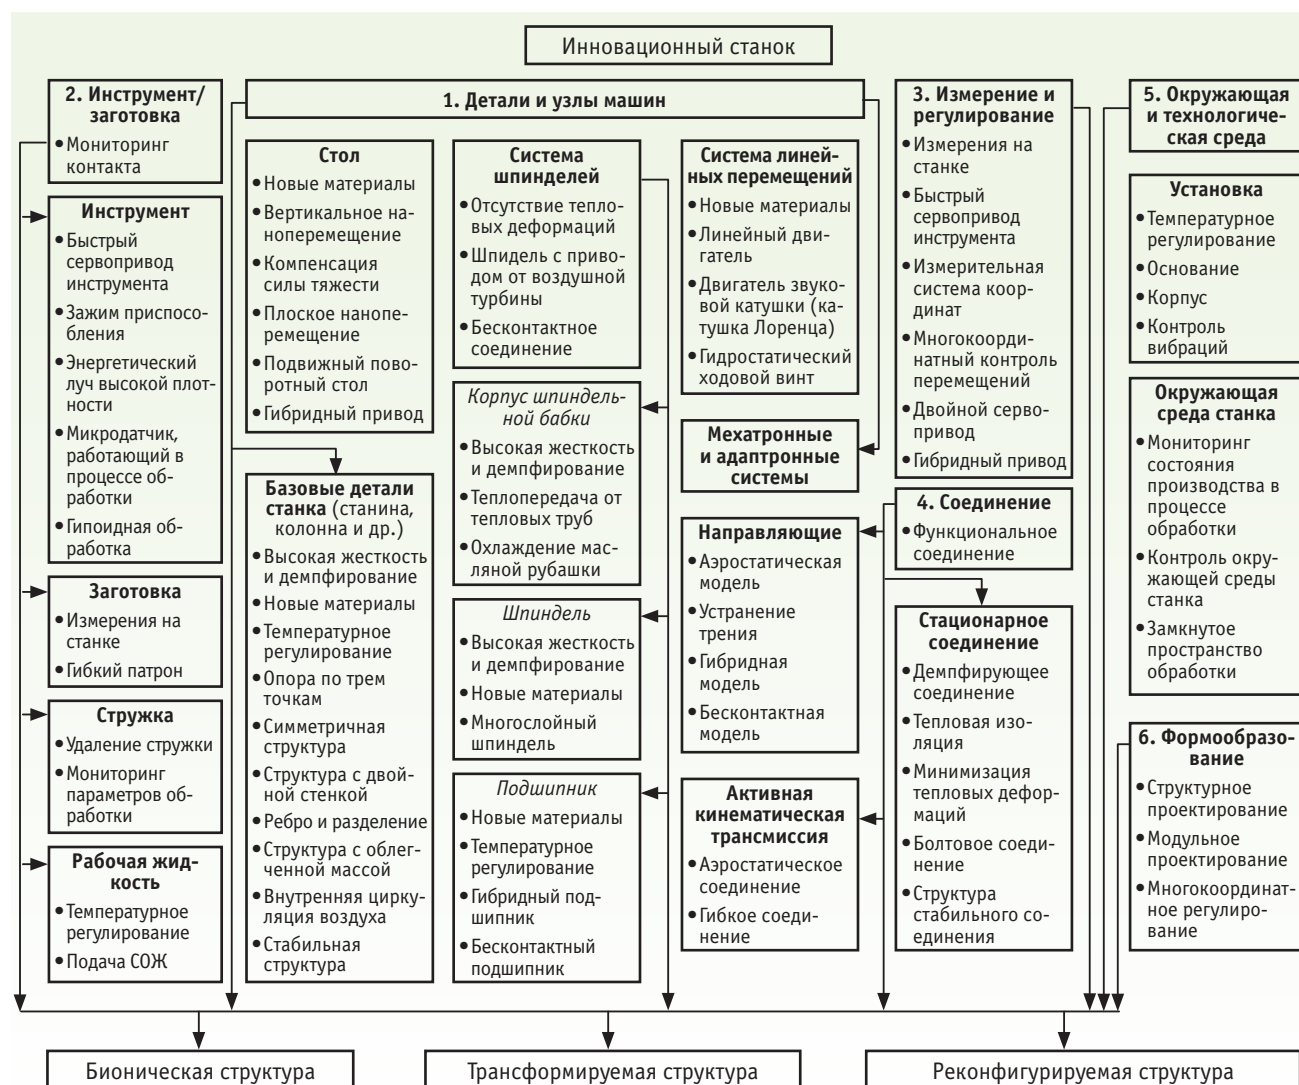 Инновационный станок
2. Инструмент/
заготовка
• Мониторинг
контакта
Инструмент
• Быстрый
сервопривод
инструмента
• Зажим приспосо-
бления
• Энергетический
луч высокой плот-
ности
• Микродатчик,
работающий в
процессе об-
работки
• Гипоидная об-
работка
Заготовка
• Измерения на
станке
• Гибкий патрон
Стружка
• Удаление стружки
• Мониторинг
параметров об-
работки
Рабочая жид-
кость
• Температурное
регулирование
• Подача СОЖ
1. Детали и узлы машин
Стол
• Новые материалы
• Вертикальное на-
ноперемещение
• Компенсация
силы тяжести
• Плоское нанопе-
ремещение
• Подвижный пово-
ротный стол
• Гибридный привод
Базовые детали
станка (станина,
колонна и др.)
• Высокая жесткость
и демпфирование
• Новые материалы
• Температурное
регулирование
• Опора по трем
точкам
• Симметричная
структура
• Структура с двой-
ной стенкой
• Ребро и разделение
• Структура с облег-
ченной массой
• Внутренняя цирку-
ляция воздуха
• Стабильная
структура
Система
шпинделей
• Отсутствие тепло-
вых деформаций
• Шпидель с приво-
дом от воздушной
турбины
• Бесконтактное
соединение
Корпус шпиндель-
ной бабки
• Высокая жесткость
и демпфирование
• Теплопередача от
тепловых труб
• Охлаждение мас-
ляной рубашки
Шпиндель
• Высокая жесткость
и демпфирование
• Новые материалы
• Многослойный
шпиндель
Подшипник
• Новые материалы
• Температурное
регулирование
• Гибридный под-
шипник
• Бесконтактный
подшипник
Система линей-
ных перемещений
• Новые материалы
• Линейный дви-
гатель
• Двигатель звуко-
вой катушки (ка-
тушка Лоренца)
• Гидростатический
ходовой винт
Мехатронные
и адаптронные
системы
Направляющие
• Аэростатическая
модель
• Устранение
трения
• Гибридная
модель
• Бесконтактная
модель
Активная
кинематическая
трансмиссия
• Аэростатическое
соединение
• Гибкое соеди-
нение
3. Измерение и
регулирование
• Измерения на
станке
• Быстрый
сервопривод
инструмента
• Измерительная
система коор-
динат
• Многокоорди-
натный контроль
перемещений
• Двойной серво-
привод
• Гибридный привод
4. Соединение
• Функциональное
соединение
Стационарное
соединение
• Демпфирующее
соединение
• Тепловая изо-
ляция
• Минимизация
тепловых дефор-
маций
• Болтовое соеди-
нение
• Структура
стабильного со-
единения
5. Окружающая
и технологиче-
ская среда
Установка
• Температурное
регулирование
• Основание
• Корпус
• Контроль
вибраций
Окружающая
среда станка
• Мониторинг
состояния
производства в
процессе
обработки
• Контроль окру-
жающей среды
станка
• Замкнутое
пространство
обработки
6. Формообразо-
вание
• Структурное
проектирование
• Модульное
проектирование
• Многокоординат-
ное регулиро-
вание
Бионическая структура
Трансформируемая структура
Реконфигурируемая структура